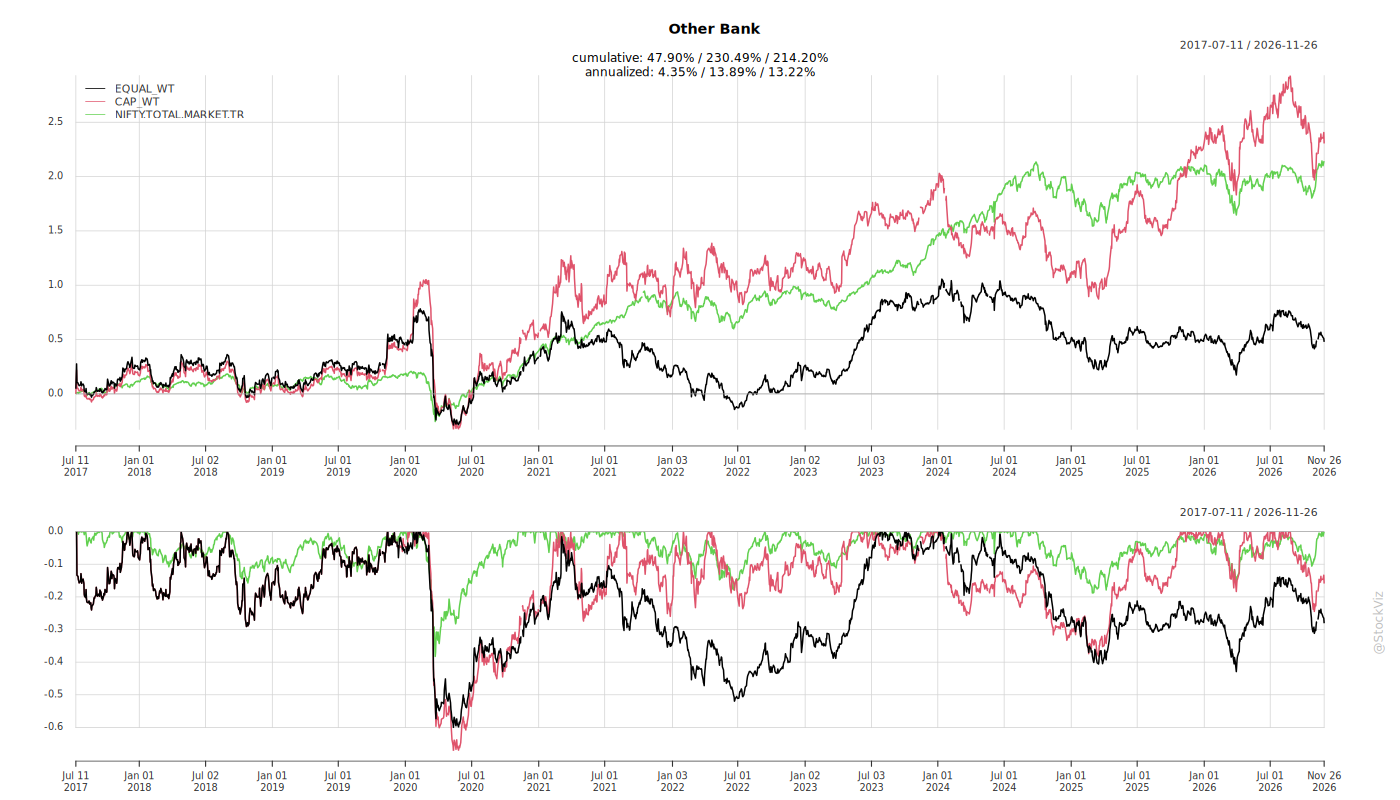 Other Bank
2017-07-11 / 2026-11-26
cumulative: 47.90% / 230.49% / 214.20%
annualized: 4.35% / 13.89% / 13.22%
EQUAL_WT
CAP_WT
NIFTY.TOTAL.MARKET.TR
2.5
2.0
1.5
1.0
0.5
0.0
Jul 11 Jan 01 Jul 02 Jan 01 Jul 01 Jan 01 Jul 01 Jan 01 Jul 01 Jan 03 Jul 01 Jan 02 Jul 03 Jan 01 Jul 01 Jan 01 Jul 01 Jan 01 Jul 01 Nov 26
2017 2018 2018 2019 2019 2020 2020 2021 2021 2022 2022 2023 2023 2024 2024 2025 2025 2026 2026 2026
2017-07-11 / 2026-11-26
0.0
-0.1
-0.2
-0.3
-0.4
-0.5
-0.6
Jul 11 Jan 01 Jul 02 Jan 01 Jul 01 Jan 01 Jul 01 Jan 01 Jul 01 Jan 03 Jul 01 Jan 02 Jul 03 Jan 01 Jul 01 Jan 01 Jul 01 Jan 01 Jul 01 Nov 26
2017 2018 2018 2019 2019 2020 2020 2021 2021 2022 2022 2023 2023 2024 2024 2025 2025 2026 2026 2026
@StockViz